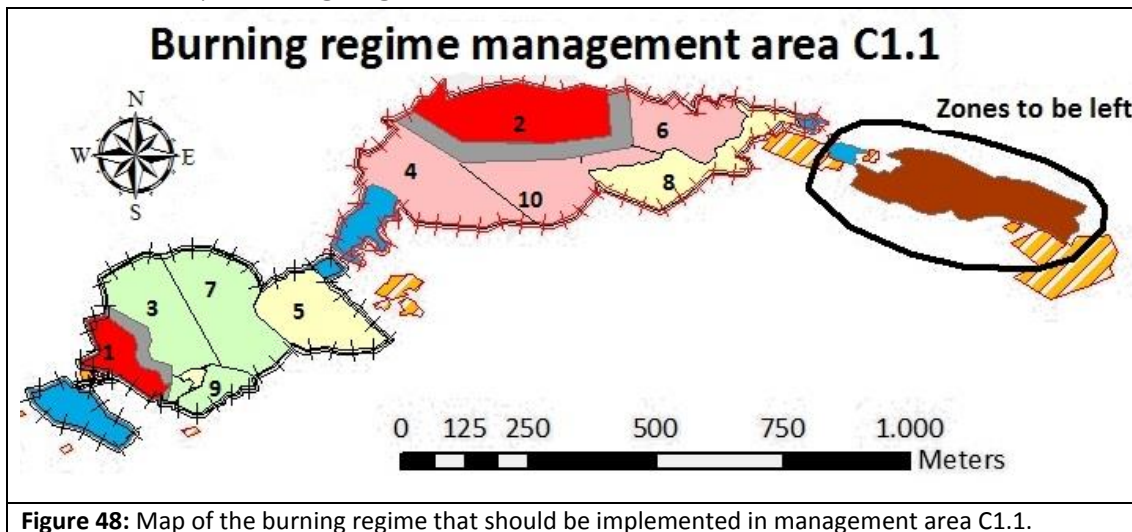 Burning regime management area C1.1
Zones to be left
N
W E
S
2
6
4
8
10
7
3
5
1
9
0 125 250 500 750 1.000
Meters
Figure 48: Map of the burning regime that should be implemented in management area C1.1.